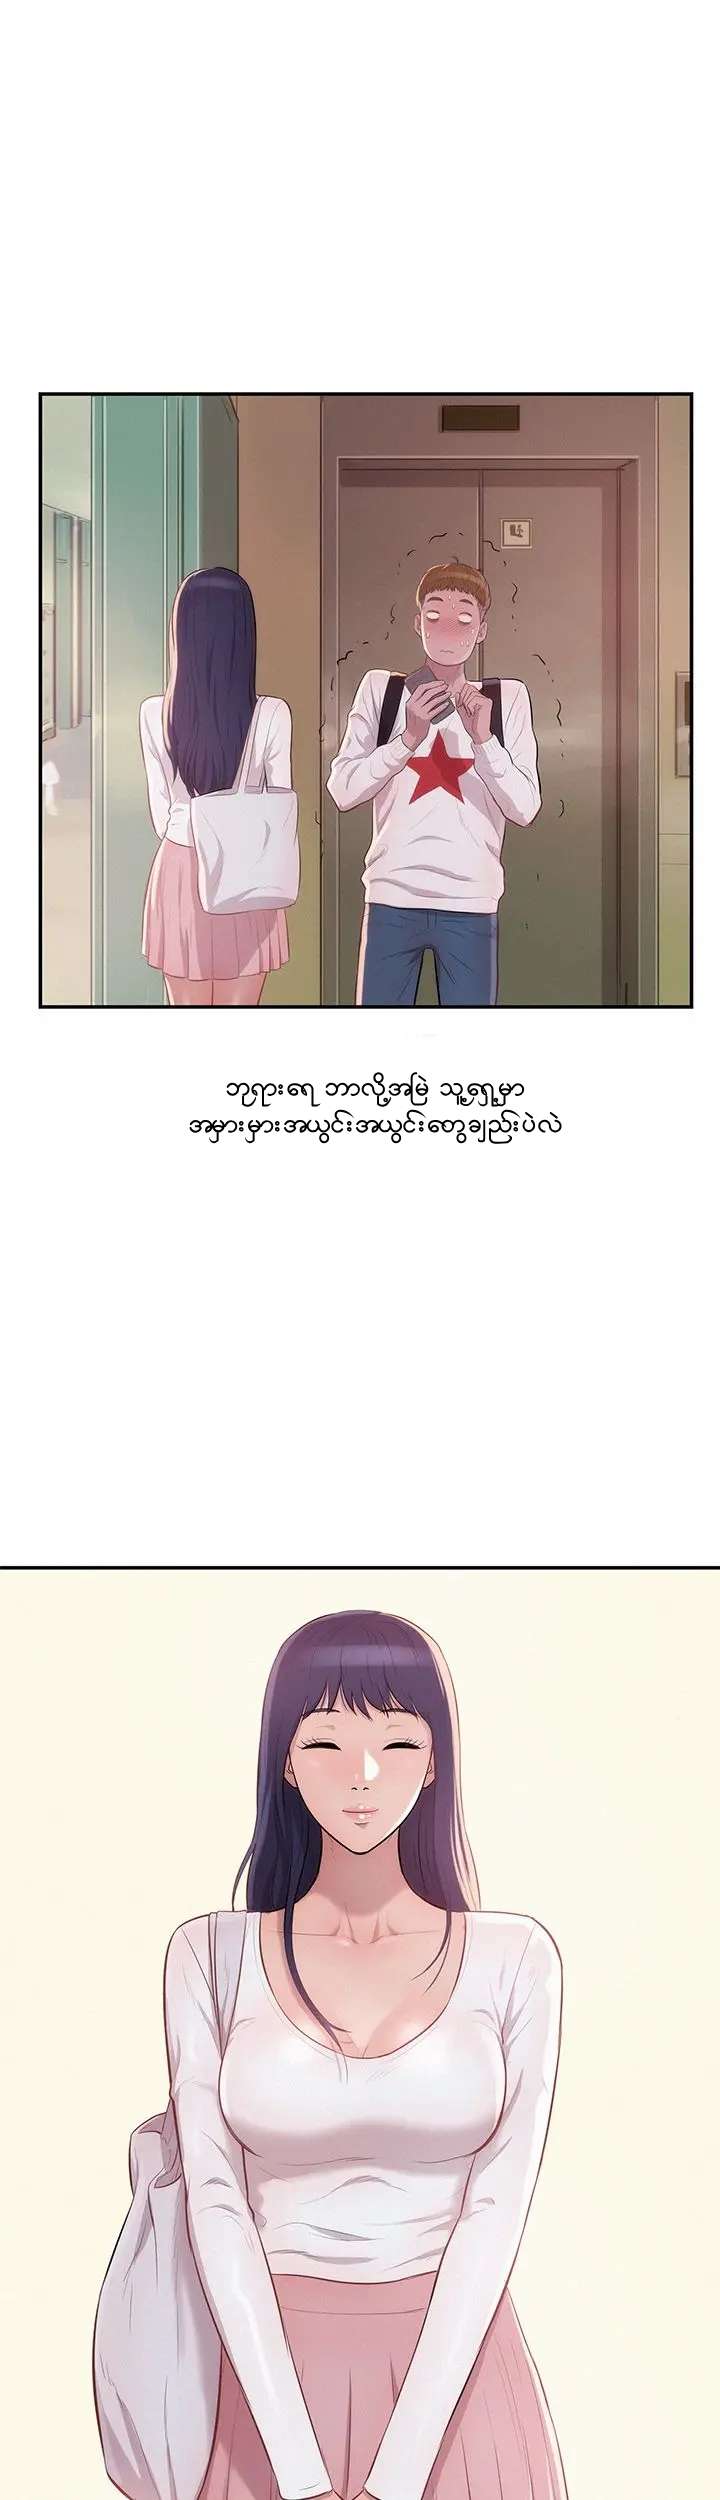 ဘုရားရေ ဘာလို့အမြဲ သူ့ရှေ့မှာ
အမှားမှားအယွင်းအယွင်းတွေချည်းပဲလဲ